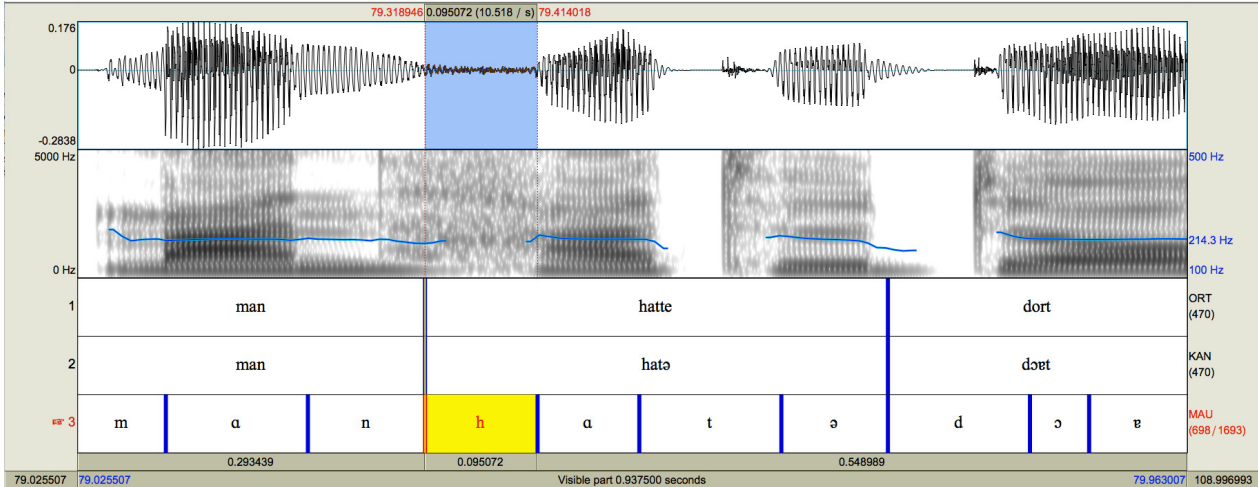 79.318946 0.095072 (10.518 / s) 79.414018
0.176
0
-0.2838
5000 Hz 500 Hz
214.3 Hz
0 Hz 100 Hz
1 man hatte dort ORT
(470)
2 man hatə dɔɐt KAN
(470)
☞ 3 m ɑ n h ɑ t ə d ɔ ɐ MAU
(698 / 1693)
0.293439 0.095072 0.548989
79.025507 79.025507 Visible part 0.937500 seconds 79.963007 108.996993